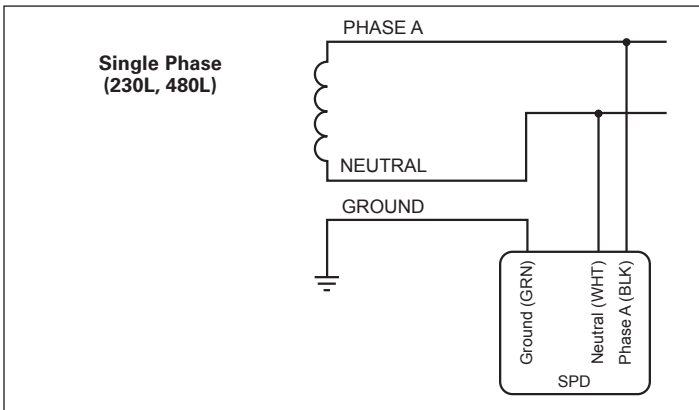 PHASE A
Single Phase
(230L, 480L)
NEUTRAL
GROUND
Ground (GRN)
Neutral (WHT)
Phase A (BLK)
SPD